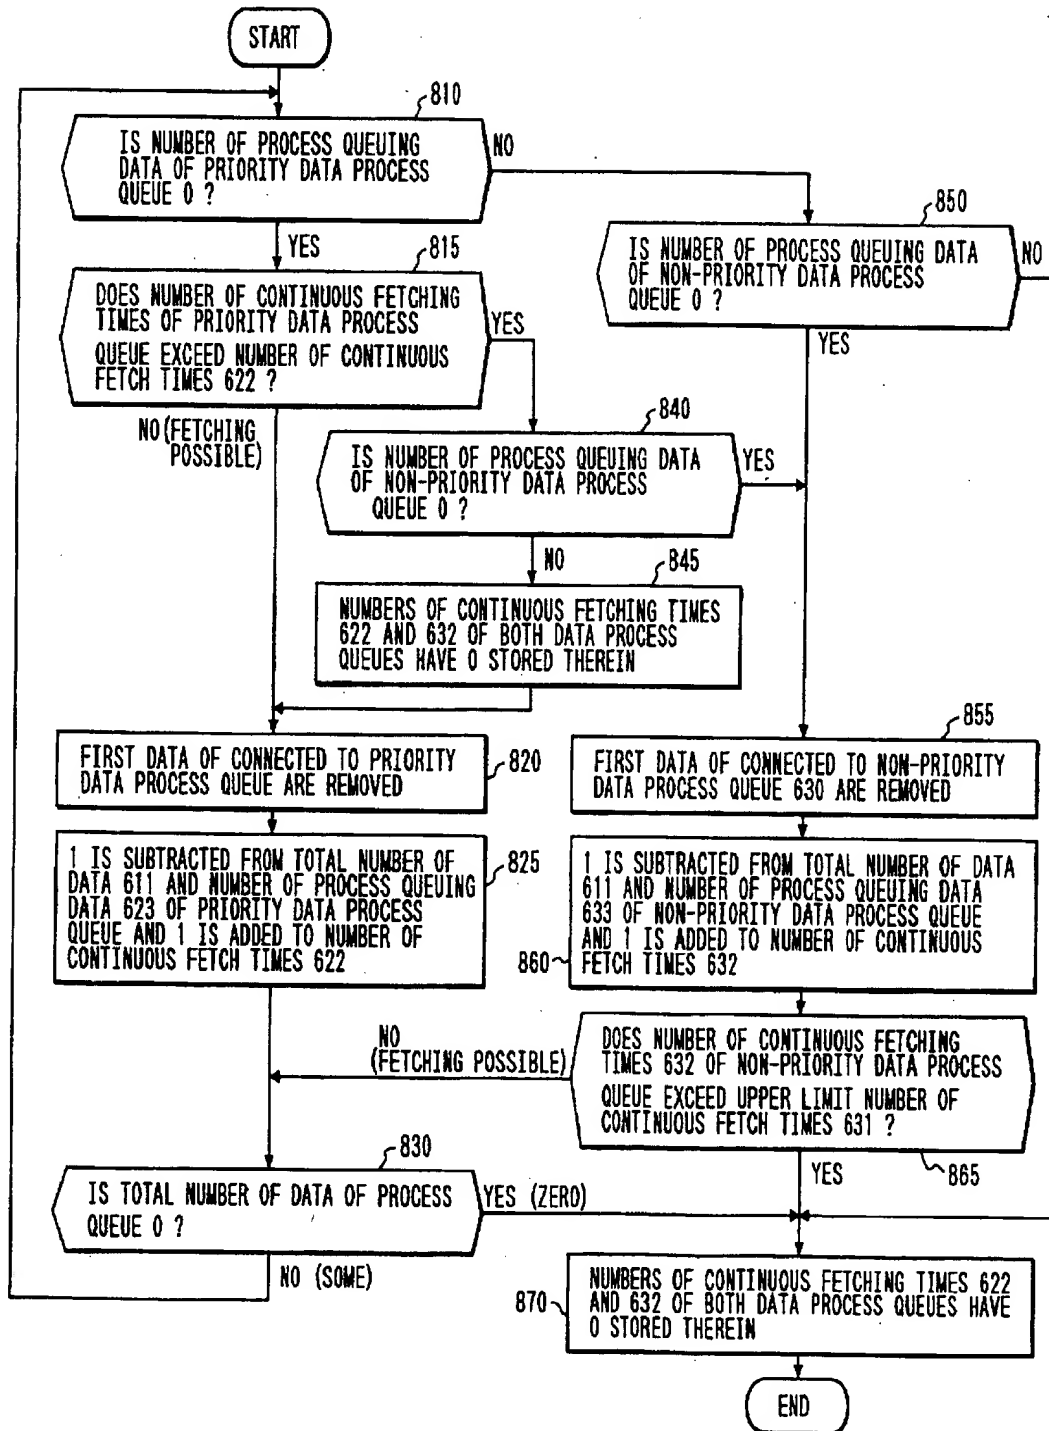 START
810
IS NUMBER OF PROCESS QUEUING
DATA OF PRIORITY DATA PROCESS
QUEUE 0 ?
NO
850
IS NUMBER OF PROCESS QUEUING DATA
OF NON-PRIORITY DATA PROCESS
QUEUE 0 ?
NO
YES
YES
815
DOES NUMBER OF CONTINUOUS FETCHING
TIMES OF PRIORITY DATA PROCESS
QUEUE EXCEED NUMBER OF CONTINUOUS
FETCH TIMES 622 ?
YES
NO (FETCHING
POSSIBLE)
840
IS NUMBER OF PROCESS QUEUING DATA
OF NON-PRIORITY DATA PROCESS
QUEUE 0 ?
YES
NO
845
NUMBERS OF CONTINUOUS FETCHING TIMES
622 AND 632 OF BOTH DATA PROCESS
QUEUES HAVE 0 STORED THEREIN
FIRST DATA OF CONNECTED TO PRIORITY
DATA PROCESS QUEUE ARE REMOVED
820
855
FIRST DATA OF CONNECTED TO NON-PRIORITY
DATA PROCESS QUEUE 630 ARE REMOVED
1 IS SUBTRACTED FROM TOTAL NUMBER OF
DATA 611 AND NUMBER OF PROCESS QUEUING
DATA 623 OF PRIORITY DATA PROCESS
QUEUE AND 1 IS ADDED TO NUMBER OF
CONTINUOUS FETCH TIMES 622
825
1 IS SUBTRACTED FROM TOTAL NUMBER OF DATA
611 AND NUMBER OF PROCESS QUEUING DATA
633 OF NON-PRIORITY DATA PROCESS QUEUE
AND 1 IS ADDED TO NUMBER OF CONTINUOUS
FETCH TIMES 632
860
NO
(FETCHING POSSIBLE)
DOES NUMBER OF CONTINUOUS FETCHING
TIMES 632 OF NON-PRIORITY DATA PROCESS
QUEUE EXCEED UPPER LIMIT NUMBER OF
CONTINUOUS FETCH TIMES 631 ?
865
YES
830
IS TOTAL NUMBER OF DATA OF PROCESS
QUEUE 0 ?
YES (ZERO)
NO (SOME)
870
NUMBERS OF CONTINUOUS FETCHING TIMES 622
AND 632 OF BOTH DATA PROCESS QUEUES HAVE
0 STORED THEREIN
END